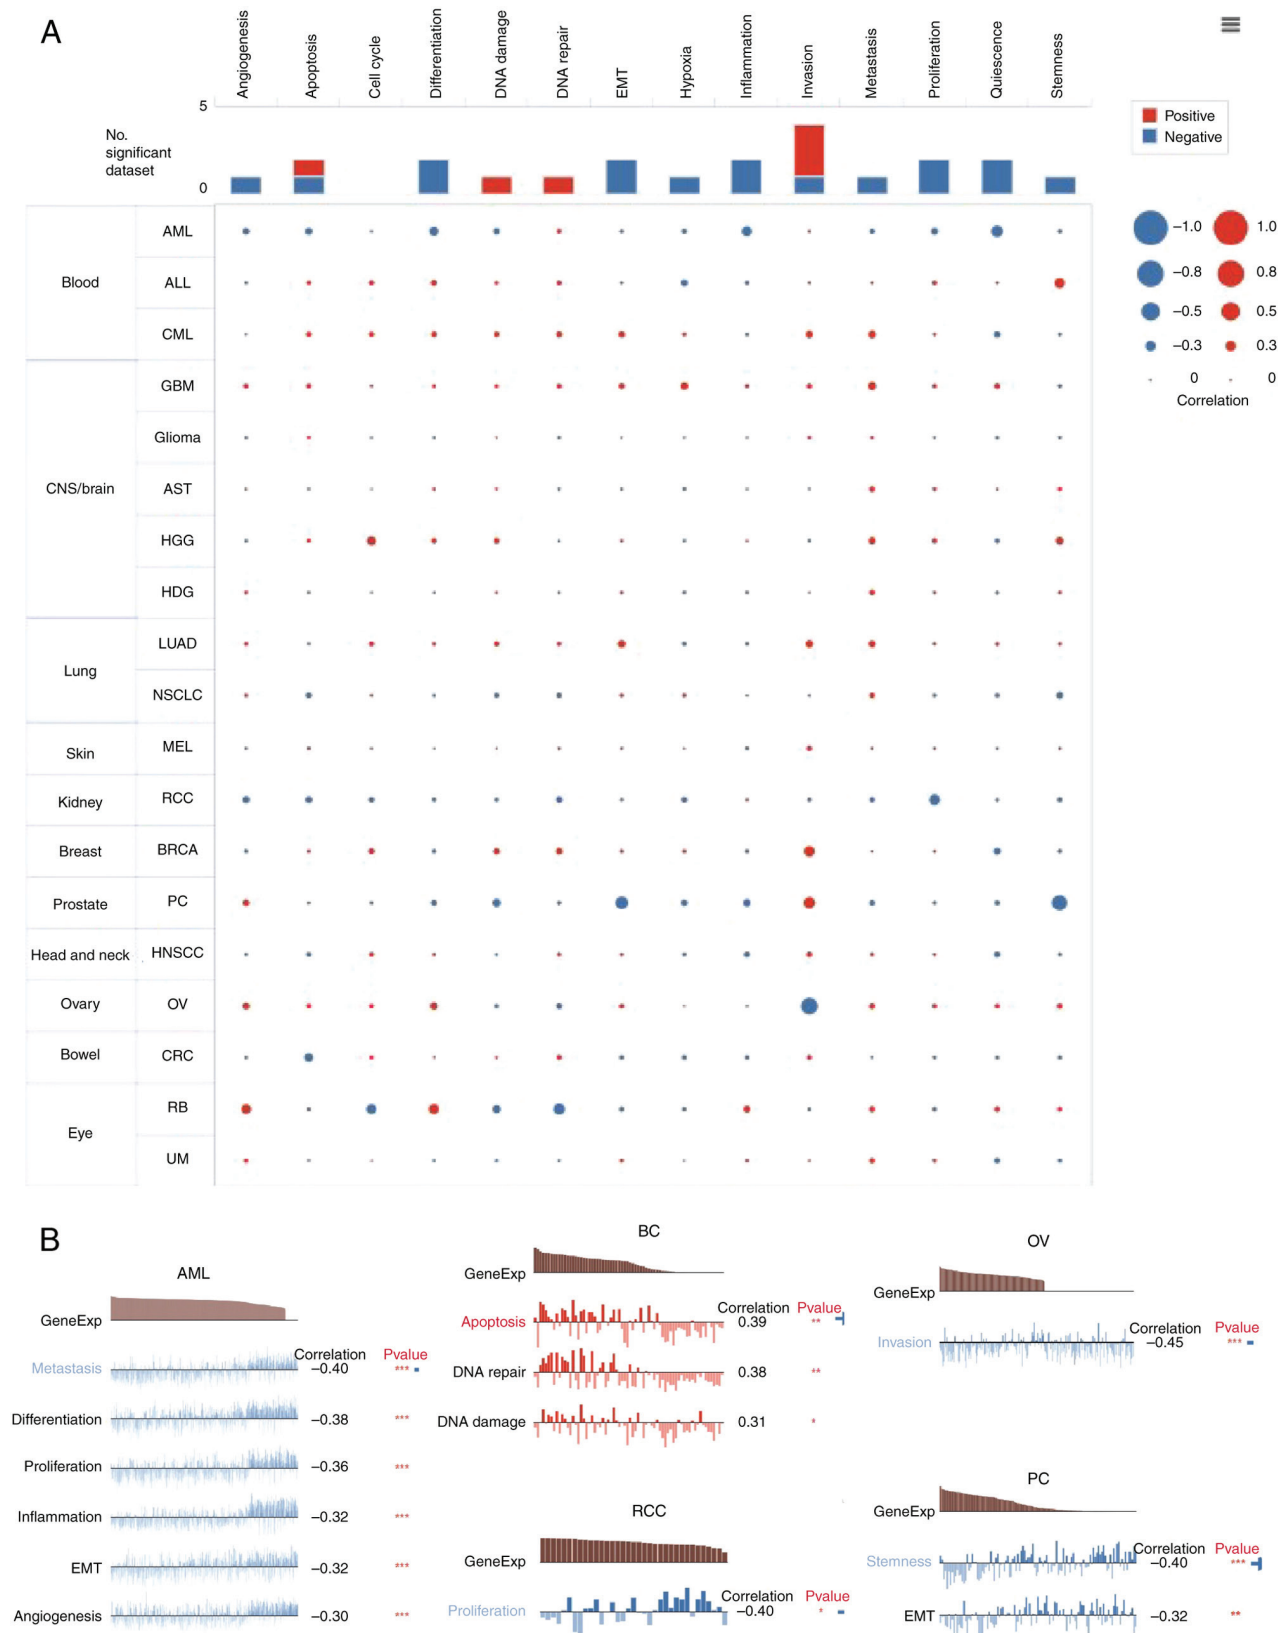 A
Angiogenesis
Apoptosis
Cell cycle
Differentiation
DNA damage
DNA repair
EMT
Hypoxia
Inflammation
Invasion
Metastasis
Proliferation
Quiescence
Stemness
5
No.
significant
dataset
0
Positive
Negative
−1.0 1.0
−0.8 0.8
−0.5 0.5
−0.3 0.3
0 0
Correlation
Blood
AML
ALL
CML
CNS/brain
GBM
Glioma
AST
HGG
HDG
Lung
LUAD
NSCLC
Skin
MEL
Kidney
RCC
Breast
BRCA
Prostate
PC
Head and neck
HNSCC
Ovary
OV
Bowel
CRC
Eye
RB
UM
B
AML
GeneExp
Correlation Pvalue
Metastasis −0.40 ***
Differentiation −0.38 ***
Proliferation −0.36 ***
Inflammation −0.32 ***
EMT −0.32 ***
Angiogenesis −0.30 ***
BC
GeneExp
Correlation Pvalue
Apoptosis 0.39 **
DNA repair 0.38 **
DNA damage 0.31 *
RCC
GeneExp
Correlation Pvalue
Proliferation −0.40 *
OV
GeneExp
Correlation Pvalue
Invasion −0.45 ***
PC
GeneExp
Correlation Pvalue
Stemness −0.40 ***
EMT −0.32 **